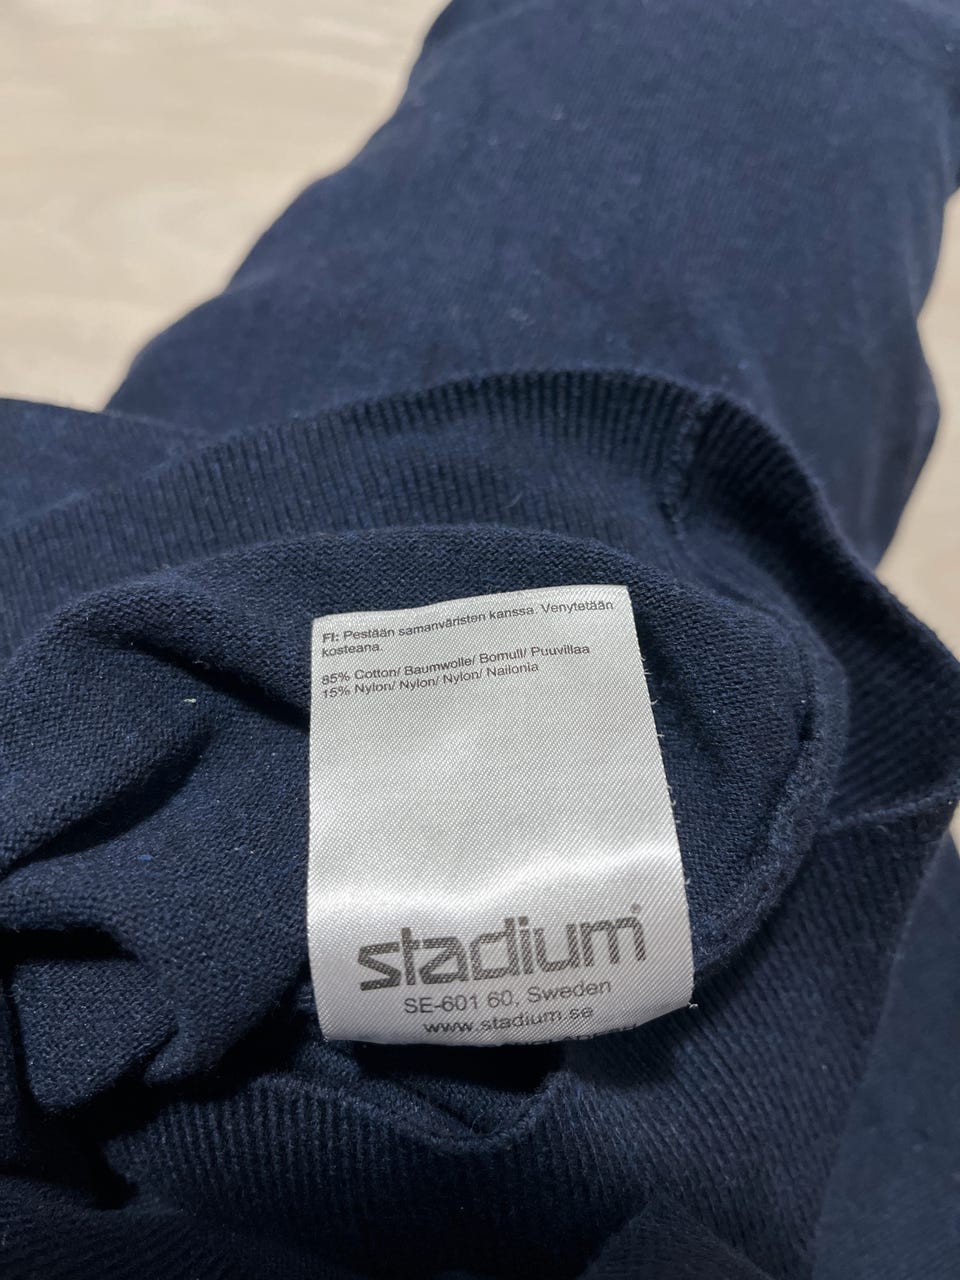 FI: Pestään samanväristen kanssa. Venytetään
kosteana.
85% Cotton/ Baumwolle/ Bomull/ Puuvillaa
15% Nylon/ Nylon/ Nylon/ Nailonia
stadium
SE-601 60, Sweden
www.stadium.se